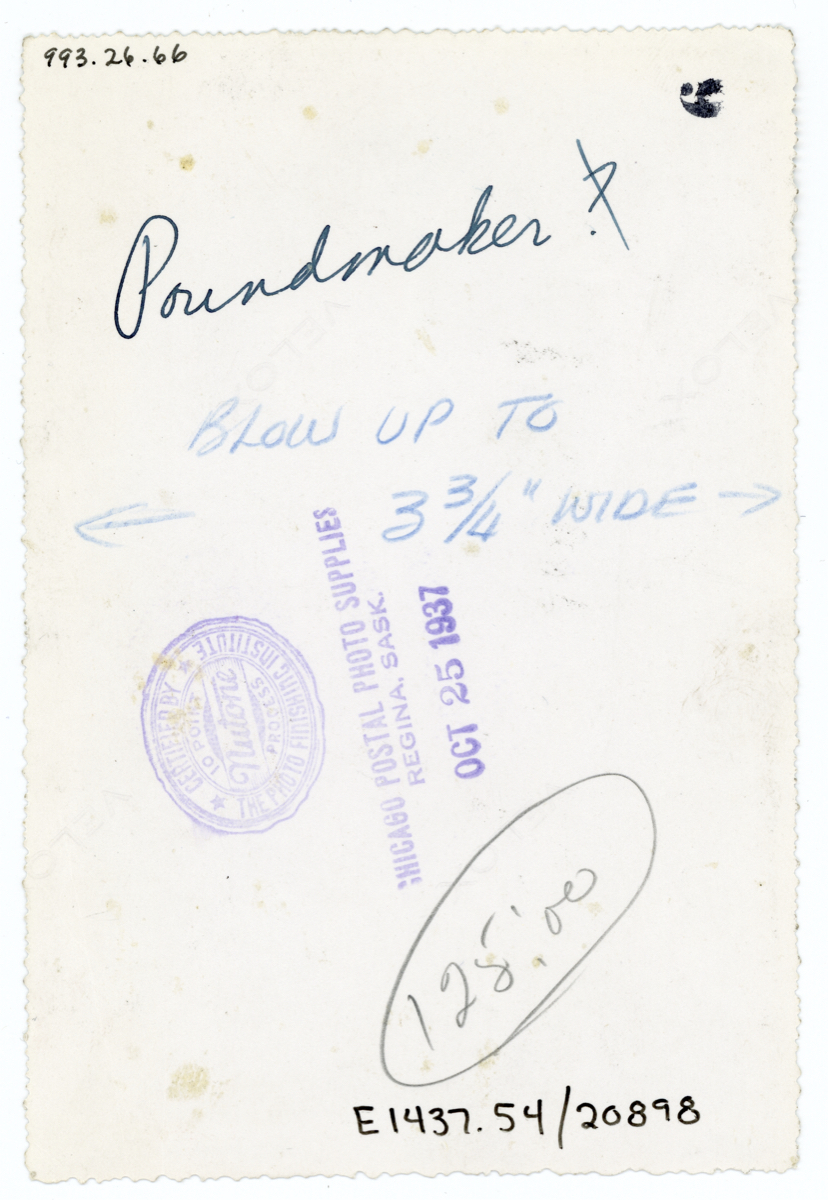 993.26.66
Poundmaker
BLOW UP TO
← 3 3/4" WIDE →
CHICAGO POSTAL PHOTO SUPPLIES
REGINA, SASK.
OCT 25 1937
CERTIFIED BY
THE PHOTO FINISHING INSTITUTE
Nutone
PROCESS
125.00
E1437.54/20898